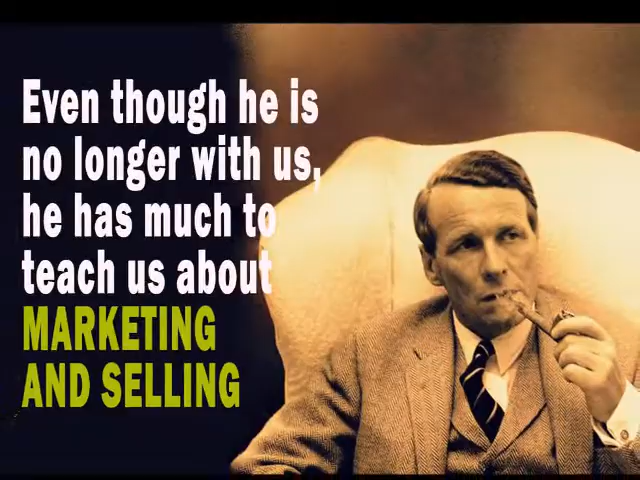 Even though he is
no longer with us,
he has much to
teach us about
MARKETING
AND SELLING